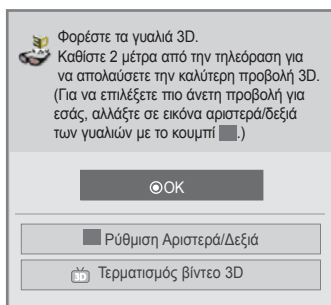 Φορέστε τα γυαλιά 3D.
Καθίστε 2 μέτρα από την τηλεόραση για
να απολαύσετε την καλύτερη προβολή 3D.
(Για να επιλέξετε πιο άνετη προβολή για
εσάς, αλλάξτε σε εικόνα αριστερά/δεξιά
των γυαλιών με το κουμπί .)
OK
Ρύθμιση Αριστερά/Δεξιά
3D Τερματισμός βίντεο 3D